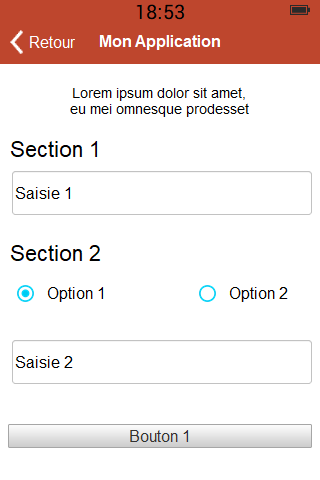 18:53
Retour
Mon Application
Lorem ipsum dolor sit amet,
eu mei omnesque prodesset
Section 1
Saisie 1
Section 2
Option 1
Option 2
Saisie 2
Bouton 1